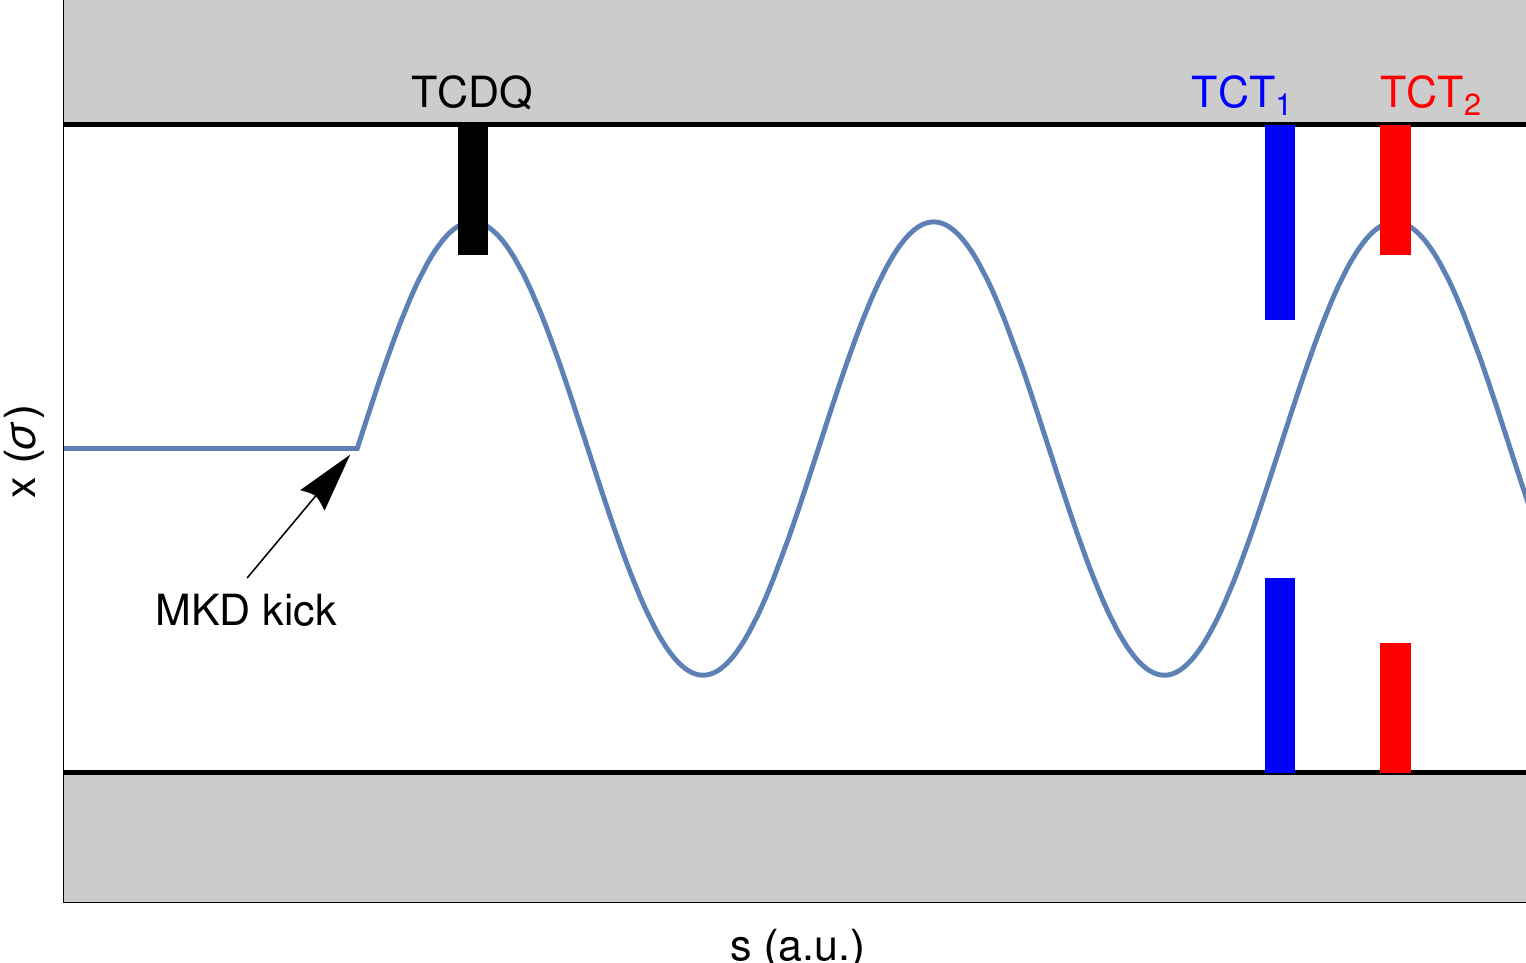 TCDQ
TCT₁
TCT₂
x (σ)
MKD kick
s (a.u.)